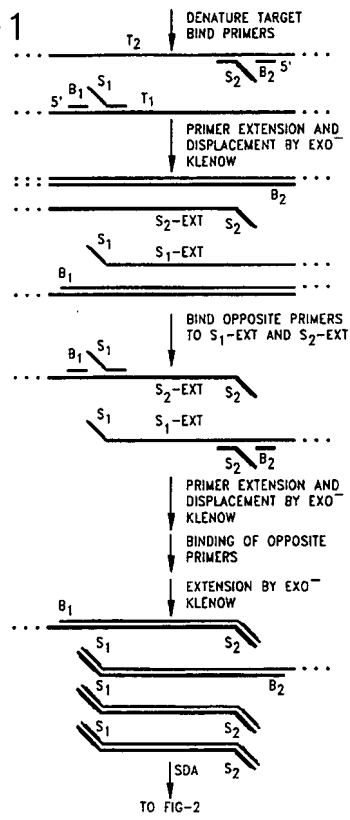 1
DENATURE TARGET
BIND PRIMERS
T2
S2 B2 5'
5' B1 S1 T1
PRIMER EXTENSION AND
DISPLACEMENT BY EXO⁻
KLENOW
B2
S2-EXT S2
S1 S1-EXT
B1
BIND OPPOSITE PRIMERS
TO S1-EXT AND S2-EXT
B1 S1
S2-EXT S2
S1 S1-EXT
S2 B2
PRIMER EXTENSION AND
DISPLACEMENT BY EXO⁻
KLENOW
BINDING OF OPPOSITE
PRIMERS
EXTENSION BY EXO⁻
KLENOW
B1
S1 S2
B2
S1 S2
S1 S2
SDA
TO FIG-2